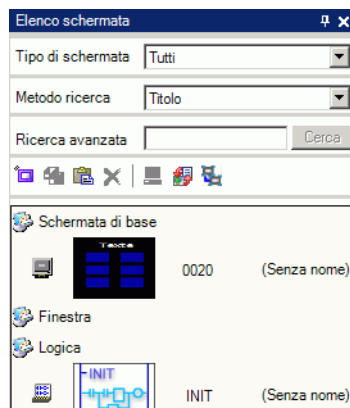 Elenco schermata
Tipo di schermata Tutti
Metodo ricerca Titolo
Ricerca avanzata Cerca
Schermata di base
Texte
0020 (Senza nome)
Finestra
Logica
INIT
INIT (Senza nome)